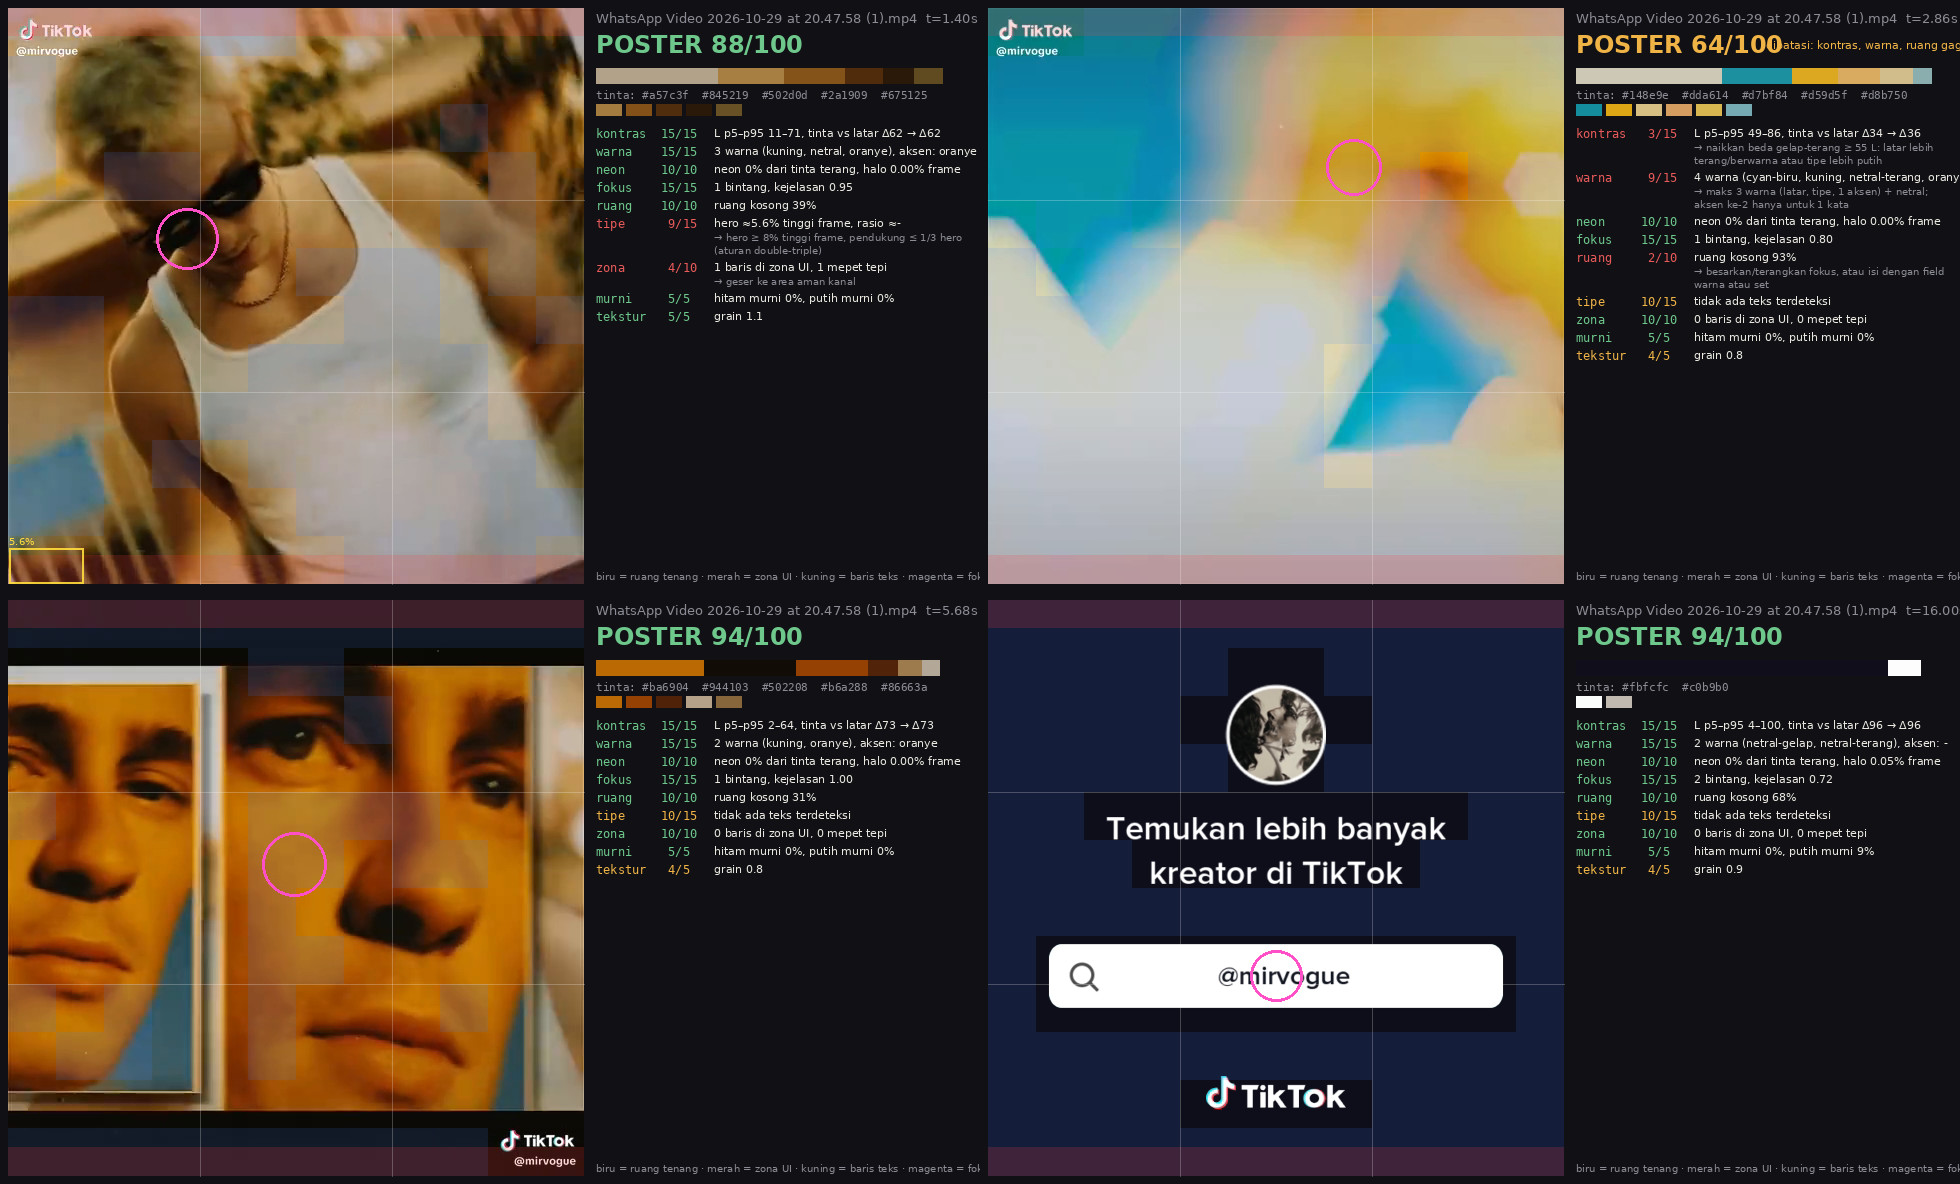 TikTok
@mirvogue
5.6%
WhatsApp Video 2026-10-29 at 20.47.58 (1).mp4 t=1.40s
POSTER 88/100
tinta: #a57c3f #845219 #502d0d #2a1909 #675125
kontras 15/15 L p5–p95 11–71, tinta vs latar Δ62 → Δ62
warna 15/15 3 warna (kuning, netral, oranye), aksen: oranye
neon 10/10 neon 0% dari tinta terang, halo 0.00% frame
fokus 15/15 1 bintang, kejelasan 0.95
ruang 10/10 ruang kosong 39%
tipe 9/15 hero ≈5.6% tinggi frame, rasio ≈-
→ hero ≥ 8% tinggi frame, pendukung ≤ 1/3 hero
(aturan double-triple)
zona 4/10 1 baris di zona UI, 1 mepet tepi
→ geser ke area aman kanal
murni 5/5 hitam murni 0%, putih murni 0%
tekstur 5/5 grain 1.1
biru = ruang tenang · merah = zona UI · kuning = baris teks · magenta = fok
TikTok
@mirvogue
WhatsApp Video 2026-10-29 at 20.47.58 (1).mp4 t=2.86s
POSTER 64/100
atasi: kontras, warna, ruang gag
tinta: #148e9e #dda614 #d7bf84 #d59d5f #d8b750
kontras 3/15 L p5–p95 49–86, tinta vs latar Δ34 → Δ36
→ naikkan beda gelap-terang ≥ 55 L: latar lebih
terang/berwarna atau tipe lebih putih
warna 9/15 4 warna (cyan-biru, kuning, netral-terang, orany
→ maks 3 warna (latar, tipe, 1 aksen) + netral;
aksen ke-2 hanya untuk 1 kata
neon 10/10 neon 0% dari tinta terang, halo 0.00% frame
fokus 15/15 1 bintang, kejelasan 0.80
ruang 2/10 ruang kosong 93%
→ besarkan/terangkan fokus, atau isi dengan field
warna atau set
tipe 10/15 tidak ada teks terdeteksi
zona 10/10 0 baris di zona UI, 0 mepet tepi
murni 5/5 hitam murni 0%, putih murni 0%
tekstur 4/5 grain 0.8
biru = ruang tenang · merah = zona UI · kuning = baris teks · magenta = fok
TikTok
@mirvogue
WhatsApp Video 2026-10-29 at 20.47.58 (1).mp4 t=5.68s
POSTER 94/100
tinta: #ba6904 #944103 #502208 #b6a288 #86663a
kontras 15/15 L p5–p95 2–64, tinta vs latar Δ73 → Δ73
warna 15/15 2 warna (kuning, oranye), aksen: oranye
neon 10/10 neon 0% dari tinta terang, halo 0.00% frame
fokus 15/15 1 bintang, kejelasan 1.00
ruang 10/10 ruang kosong 31%
tipe 10/15 tidak ada teks terdeteksi
zona 10/10 0 baris di zona UI, 0 mepet tepi
murni 5/5 hitam murni 0%, putih murni 0%
tekstur 4/5 grain 0.8
biru = ruang tenang · merah = zona UI · kuning = baris teks · magenta = fok
Temukan lebih banyak
kreator di TikTok
@mirvogue
TikTok
WhatsApp Video 2026-10-29 at 20.47.58 (1).mp4 t=16.00
POSTER 94/100
tinta: #fbfcfc #c0b9b0
kontras 15/15 L p5–p95 4–100, tinta vs latar Δ96 → Δ96
warna 15/15 2 warna (netral-gelap, netral-terang), aksen: -
neon 10/10 neon 0% dari tinta terang, halo 0.05% frame
fokus 15/15 2 bintang, kejelasan 0.72
ruang 10/10 ruang kosong 68%
tipe 10/15 tidak ada teks terdeteksi
zona 10/10 0 baris di zona UI, 0 mepet tepi
murni 5/5 hitam murni 0%, putih murni 9%
tekstur 4/5 grain 0.9
biru = ruang tenang · merah = zona UI · kuning = baris teks · magenta = fok